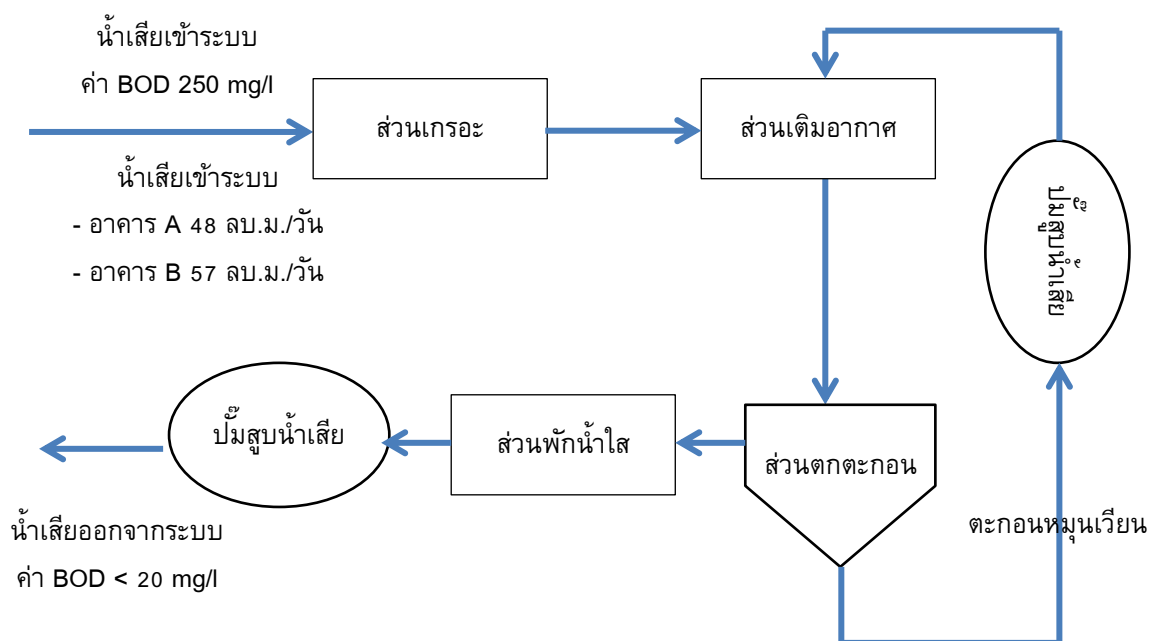 น้ำเสียเข้าระบบ
ค่า BOD 250 mg/l
ส่วนเกรอะ
ส่วนเติมอากาศ
น้ำเสียเข้าระบบ
- อาคาร A 48 ลบ.ม./วัน
- อาคาร B 57 ลบ.ม./วัน
ปั๊มสูบน้ำเสีย
ปั๊มสูบน้ำเสีย
ส่วนพักน้ำใส
ส่วนตกตะกอน
ตะกอนหมุนเวียน
น้ำเสียออกจากระบบ
ค่า BOD < 20 mg/l